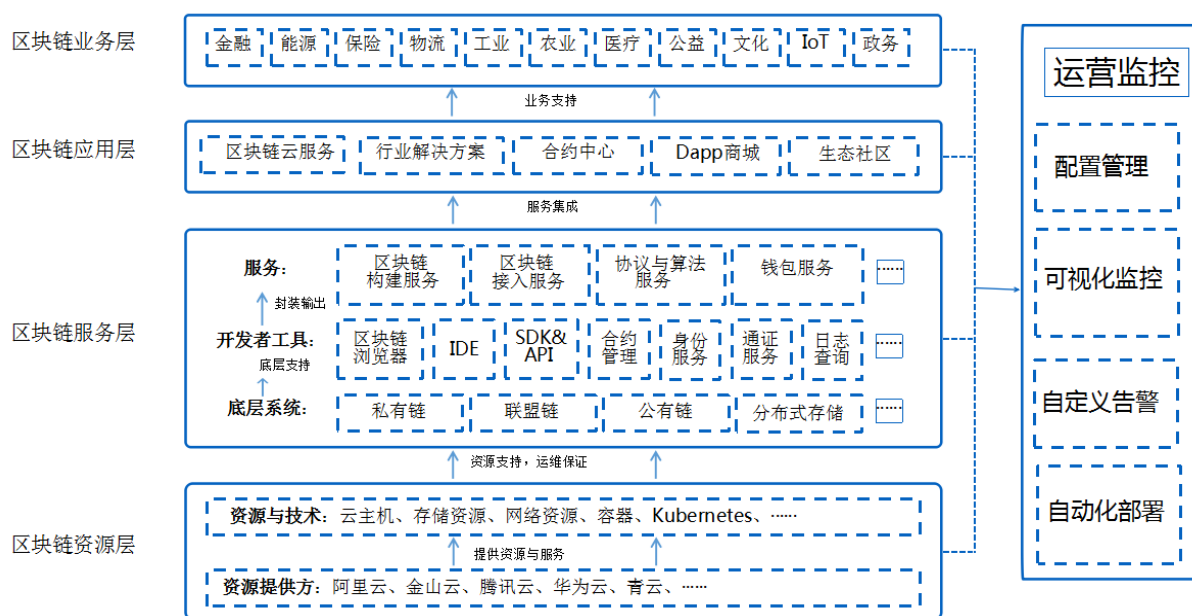 区块链业务层
金融 能源 保险 物流 工业 农业 医疗 公益 文化 IoT 政务
业务支持
区块链应用层
区块链云服务 行业解决方案 合约中心 Dapp商城 生态社区
服务集成
区块链服务层
服务：
区块链
构建服务
区块链
接入服务
协议与算法
服务
钱包服务
......
封装输出
开发者工具：
区块链
浏览器
IDE
SDK&
API
合约
管理
身份
服务
通证
服务
日志
查询
......
底层支持
底层系统：
私有链 联盟链 公有链 分布式存储 ......
资源支持，运维保证
区块链资源层
资源与技术：云主机、存储资源、网络资源、容器、Kubernetes、......
提供资源与服务
资源提供方：阿里云、金山云、腾讯云、华为云、青云、......
运营监控
配置管理
可视化监控
自定义告警
自动化部署